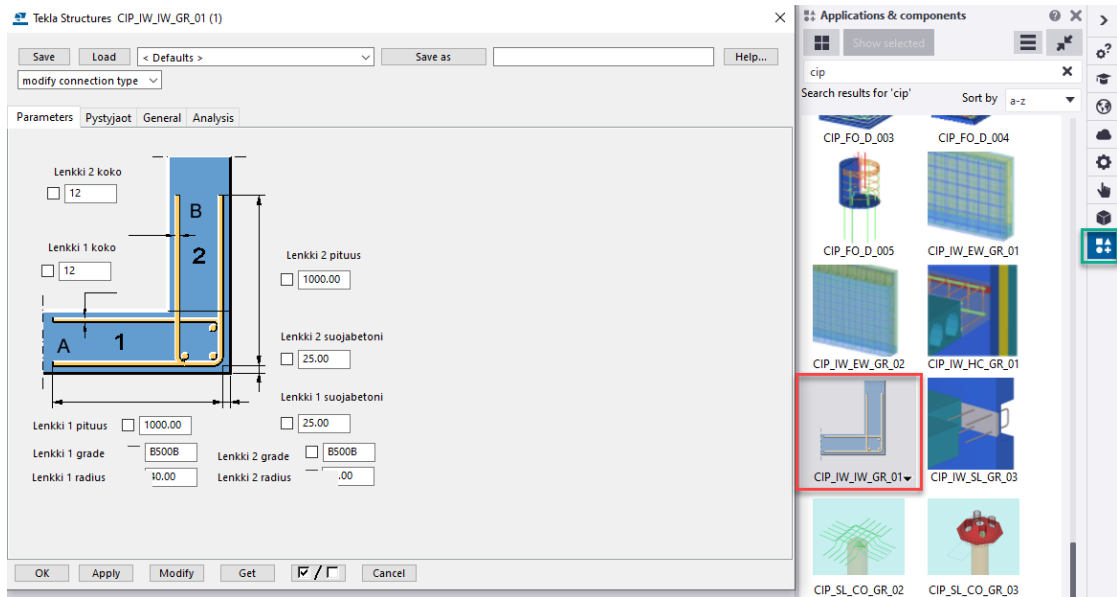 Tekla Structures CIP_IW_IW_GR_01 (1)
Save Load < Defaults > Save as Help...
modify connection type
Parameters Pystyjaot General Analysis
Lenkki 2 koko
12
B
2
Lenkki 1 koko
12
Lenkki 2 pituus
1000.00
A 1
Lenkki 2 suojabetoni
25.00
Lenkki 1 suojabetoni
25.00
Lenkki 1 pituus 1000.00
Lenkki 1 grade B500B Lenkki 2 grade B500B
Lenkki 1 radius Lenkki 2 radius .00
OK Apply Modify Get / Cancel
Applications & components
Show selected
cip
Search results for 'cip' Sort by a-z
CIP_FO_D_003 CIP_FO_D_004
CIP_FO_D_005 CIP_IW_EW_GR_01
CIP_IW_EW_GR_02 CIP_IW_HC_GR_01
CIP_IW_IW_GR_01 CIP_IW_SL_GR_03
CIP_SL_CO_GR_02 CIP_SL_CO_GR_03